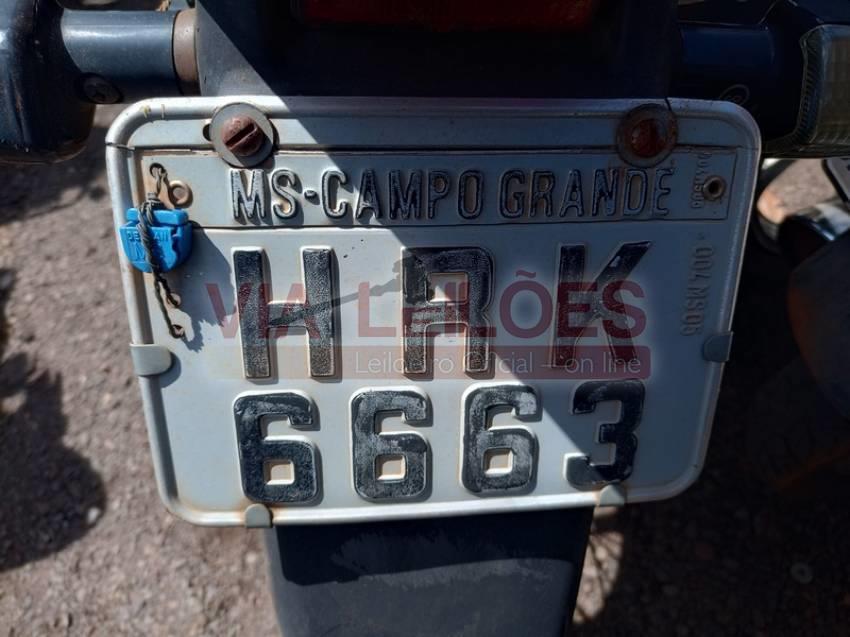 MS-CAMPO GRANDE
HRK
6663
VIA LEILÕES
Leiloeiro Oficial - on line